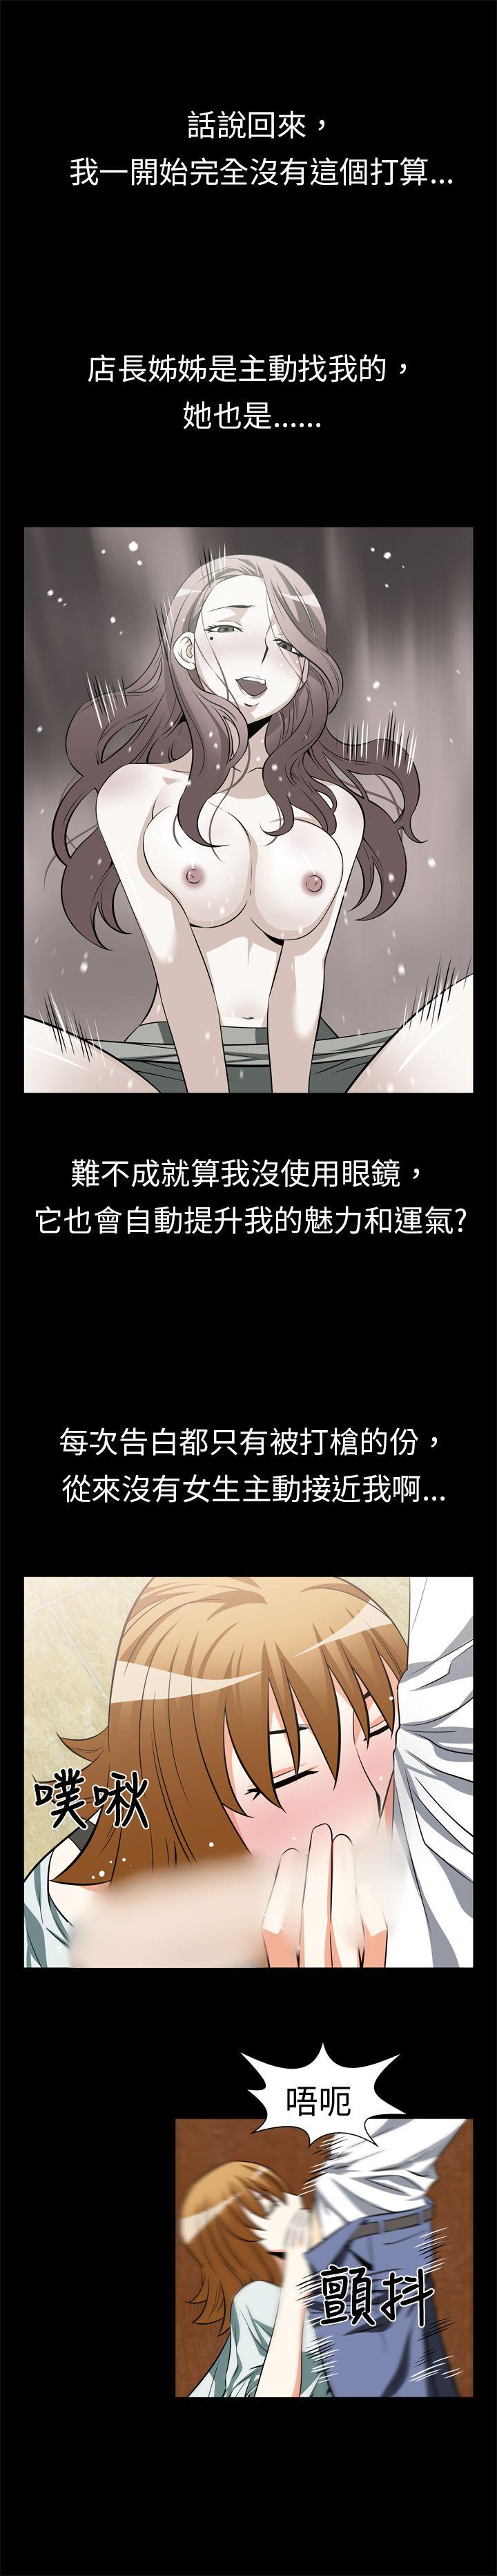 話說回來，
我一開始完全沒有這個打算...
店長姊姊是主動找我的，
她也是......
難不成就算我沒使用眼鏡，
它也會自動提升我的魅力和運氣?
每次告白都只有被打槍的份，
從來沒有女生主動接近我啊...
噗啾
唔呃
顫抖